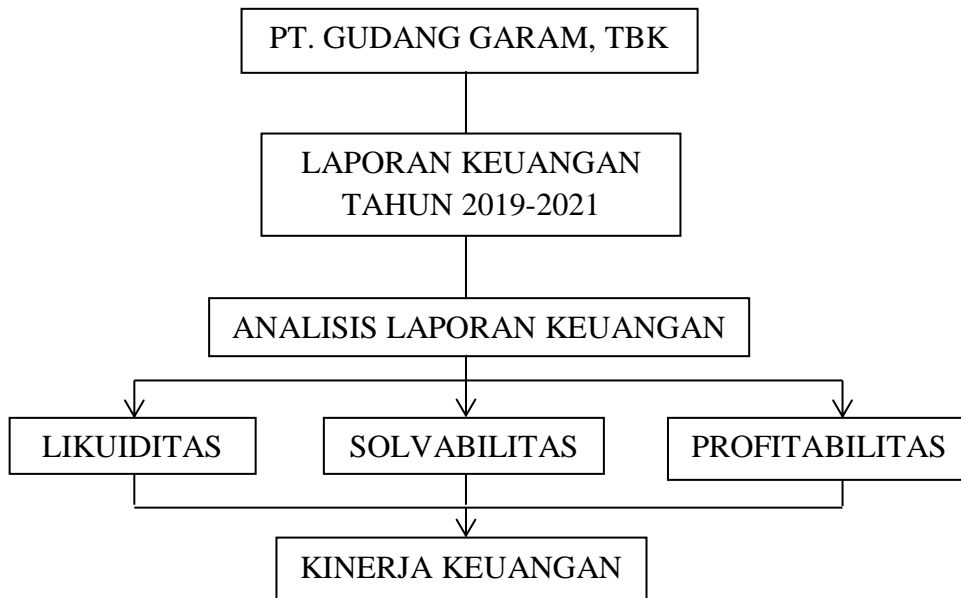 PT. GUDANG GARAM, TBK
LAPORAN KEUANGAN
TAHUN 2019-2021
ANALISIS LAPORAN KEUANGAN
LIKUIDITAS
SOLVABILITAS
PROFITABILITAS
KINERJA KEUANGAN